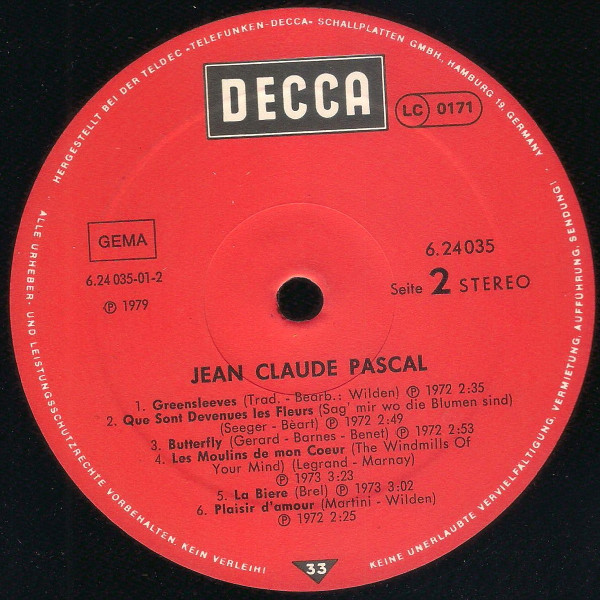 HERGESTELLT BEI DER TELDEC »TELEFUNKEN-DECCA« SCHALLPLATTEN GMBH., HAMBURG 19 GERMANY
DECCA
LC 0171
GEMA
6.24 035-01-2
Ⓟ 1979
6.24 035
Seite 2 STEREO
JEAN CLAUDE PASCAL
1. Greensleeves (Trad. - Bearb.: Wilden) Ⓟ 1972 2:35
2. Que Sont Devenues les Fleurs (Sag' mir wo die Blumen sind)
(Seeger - Bèart) Ⓟ 1972 2:49
3. Butterfly (Gerard - Barnes - Benet) Ⓟ 1972 2:53
4. Les Moulins de mon Coeur (The Windmills Of
Your Mind) (Legrand - Marnay)
Ⓟ 1973 3:23
5. La Biere (Brel) Ⓟ 1973 3:02
6. Plaisir d'amour (Martini - Wilden)
Ⓟ 1972 2:25
33
ALLE URHEBER- UND LEISTUNGSSCHUTZRECHTE VORBEHALTEN. KEIN VERLEIH!
KEINE UNERLAUBTE VERVIELFÄLTIGUNG, VERMIETUNG, AUFFÜHRUNG, SENDUNG!